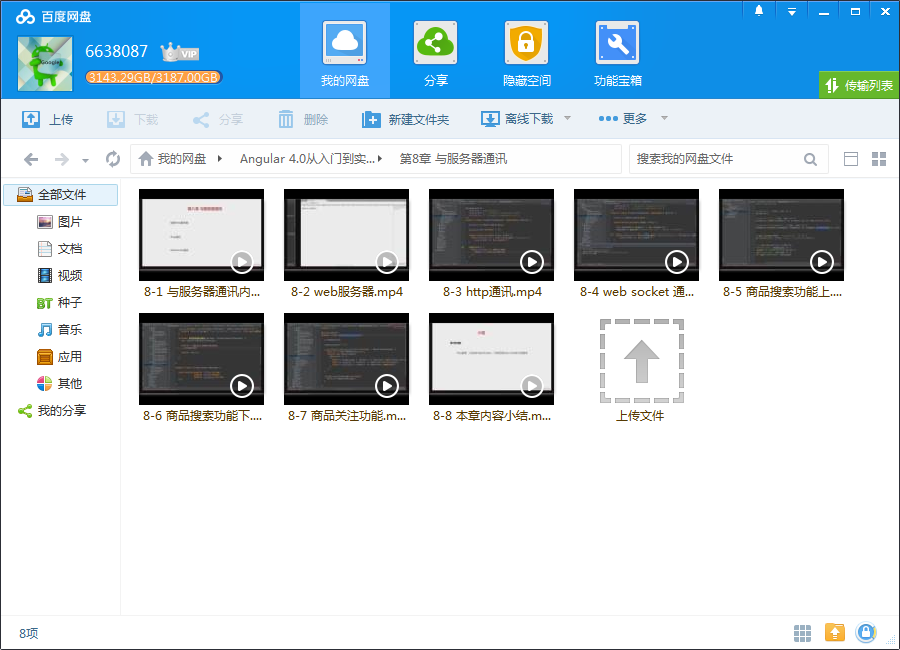 百度网盘
6638087
VIP
3143.29GB/3187.00GB
我的网盘
分享
隐藏空间
功能宝箱
传输列表
上传
下载
分享
删除
新建文件夹
离线下载
更多
我的网盘
Angular 4.0从入门到实...
第8章 与服务器通讯
搜索我的网盘文件
全部文件
图片
文档
视频
BT 种子
音乐
应用
其他
我的分享
8-1 与服务器通讯内...
8-2 web服务器.mp4
8-3 http通讯.mp4
8-4 web socket 通...
8-5 商品搜索功能上....
8-6 商品搜索功能下....
8-7 商品关注功能.m...
8-8 本章内容小结.m...
上传文件
8项